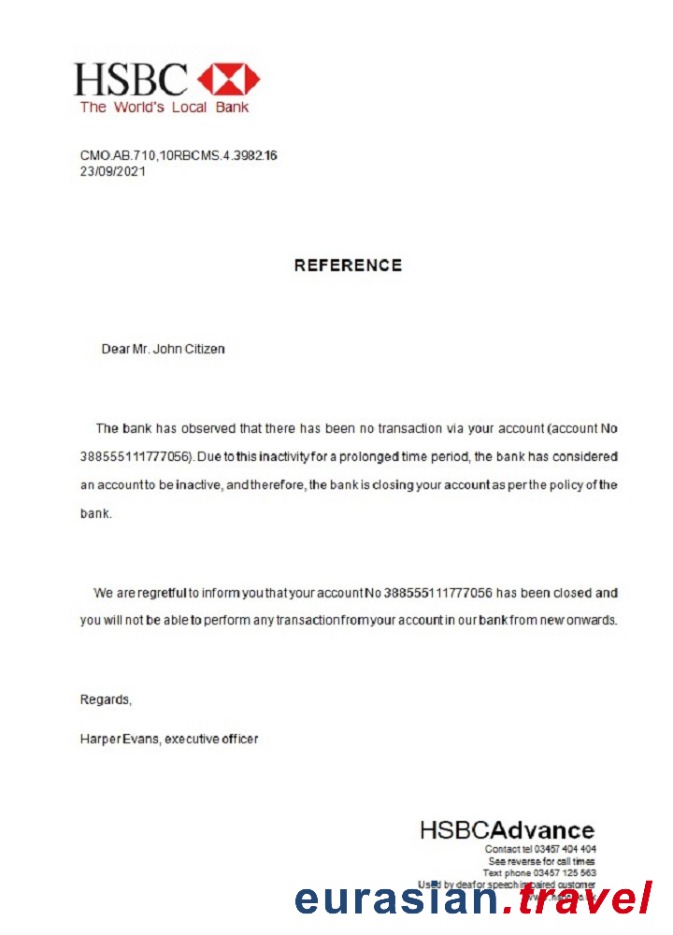 HSBC
The World's Local Bank
CMO.AB.710,10RBCMS.4.3982.16
23/09/2021
REFERENCE
Dear Mr. John Citizen
The bank has observed that there has been no transaction via your account (account No
388555111777056). Due to this inactivity for a prolonged time period, the bank has considered
an account to be inactive, and therefore, the bank is closing your account as per the policy of the
bank.
We are regretful to inform you that your account No 388555111777056 has been closed and
you will not be able to perform any transaction from your account in our bank from new onwards.
Regards,
Harper Evans, executive officer
HSBCAdvance
Contact tel 03457 404 404
See reverse for call times
Text phone 03457 125 563
Used by deaf or speech impaired customer
eurasian.travel